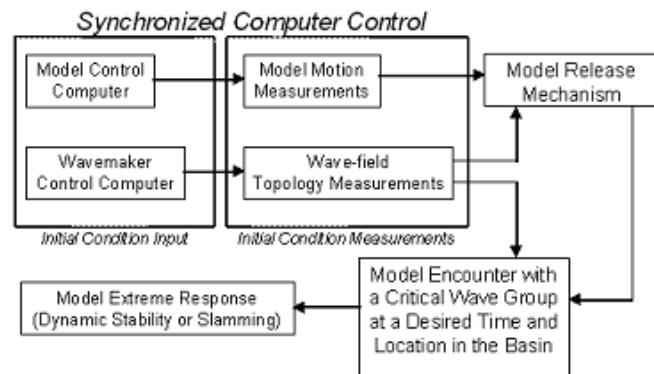 Synchronized Computer Control
Model Control
Computer
Model Motion
Measurements
Model Release
Mechanism
Wavemaker
Control Computer
Wave-field
Topology Measurements
Initial Condition Input
Initial Condition Measurements
Model Encounter with
a Critical Wave Group
at a Desired Time and
Location in the Basin
Model Extreme Response
(Dynamic Stability or Slamming)